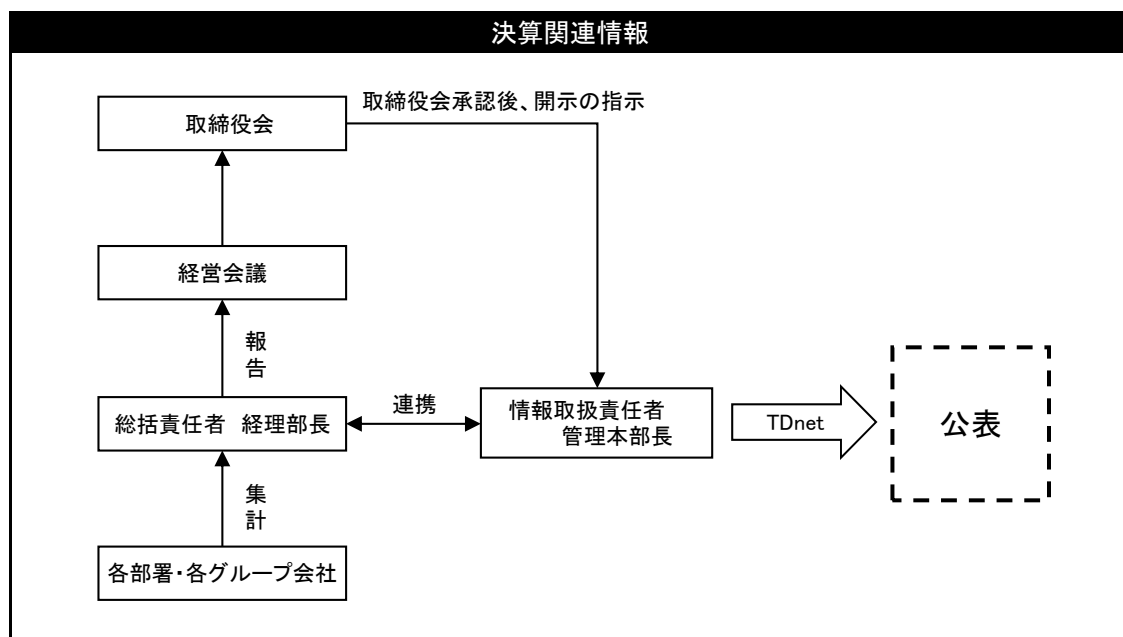 決算関連情報
取締役会
取締役会承認後、開示の指示
経営会議
報告
総括責任者 経理部長
連携
情報取扱責任者
管理本部長
TDnet
公表
集計
各部署・各グループ会社